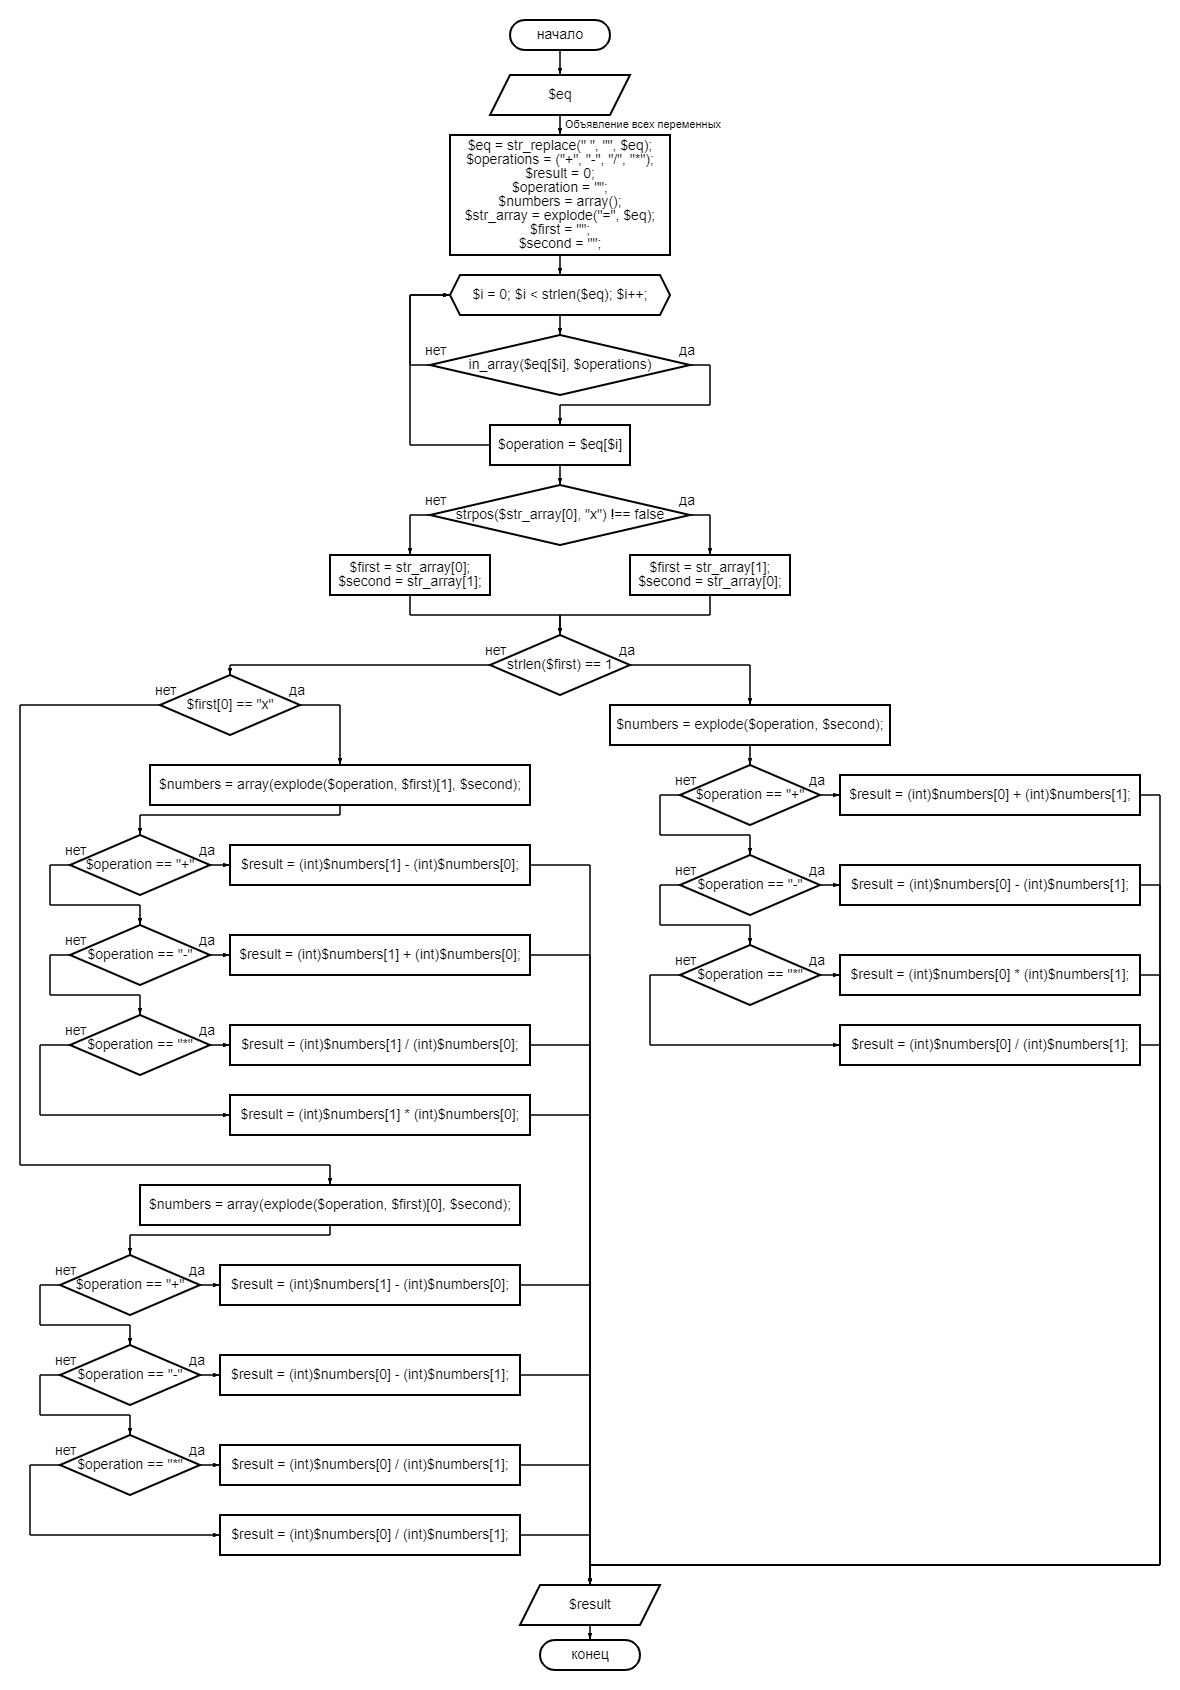 начало
$eq
Объявление всех переменных
$eq = str_replace(" ", "", $eq);
$operations = ("+", "-", "/", "*");
$result = 0;
$operation = "";
$numbers = array();
$str_array = explode("=", $eq);
$first = "";
$second = "";
$i = 0; $i < strlen($eq); $i++;
нет
да
in_array($eq[$i], $operations)
$operation = $eq[$i]
нет
да
strpos($str_array[0], "x") !== false
$first = str_array[0];
$second = str_array[1];
$first = str_array[1];
$second = str_array[0];
нет
да
strlen($first) == 1
нет
да
$first[0] == "x"
$numbers = explode($operation, $second);
нет
да
$operation == "+"
$result = (int)$numbers[0] + (int)$numbers[1];
нет
да
$operation == "-"
$result = (int)$numbers[0] - (int)$numbers[1];
нет
да
$operation == "*"
$result = (int)$numbers[0] * (int)$numbers[1];
$result = (int)$numbers[0] / (int)$numbers[1];
$numbers = array(explode($operation, $first)[1], $second);
нет
да
$operation == "+"
$result = (int)$numbers[1] - (int)$numbers[0];
нет
да
$operation == "-"
$result = (int)$numbers[1] + (int)$numbers[0];
нет
да
$operation == "*"
$result = (int)$numbers[1] / (int)$numbers[0];
$result = (int)$numbers[1] * (int)$numbers[0];
$numbers = array(explode($operation, $first)[0], $second);
нет
да
$operation == "+"
$result = (int)$numbers[1] - (int)$numbers[0];
нет
да
$operation == "-"
$result = (int)$numbers[0] - (int)$numbers[1];
нет
да
$operation == "*"
$result = (int)$numbers[0] / (int)$numbers[1];
$result = (int)$numbers[0] / (int)$numbers[1];
$result
конец